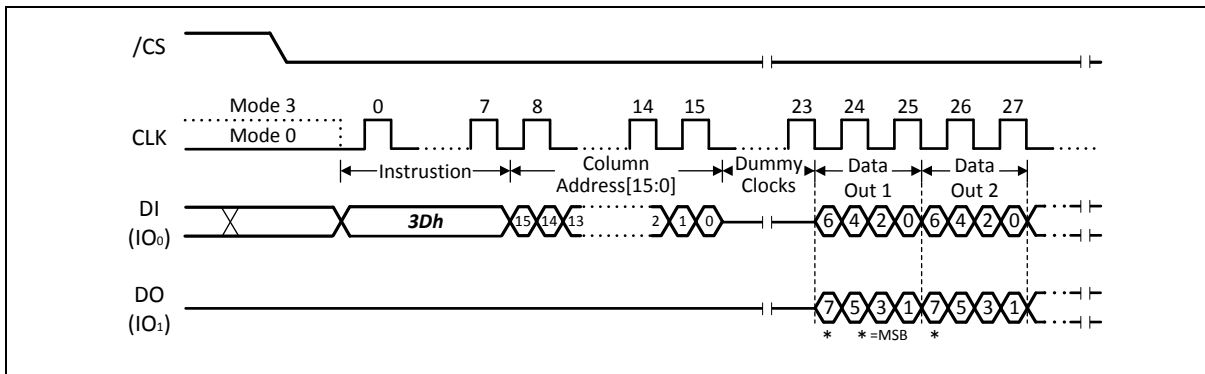 /CS
Mode 3 0 7 8 14 15 23 24 25 26 27
CLK Mode 0
Instrustion Column Address[15:0] Dummy Clocks Data Out 1 Data Out 2
DI (IO0) 3Dh 15 14 13 2 1 0 6 4 2 0 6 4 2 0
DO (IO1) 7 5 3 1 7 5 3 1
* * =MSB *